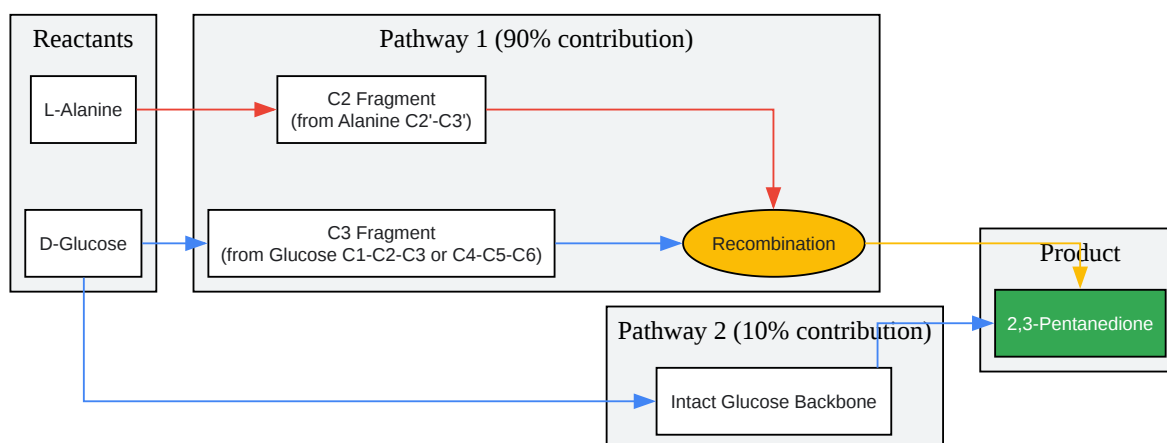 Reactants
Pathway 1 (90% contribution)
L-Alanine
C2 Fragment
(from Alanine C2'-C3')
D-Glucose
C3 Fragment
(from Glucose C1-C2-C3 or C4-C5-C6)
Recombination
Product
2,3-Pentanedione
Pathway 2 (10% contribution)
Intact Glucose Backbone